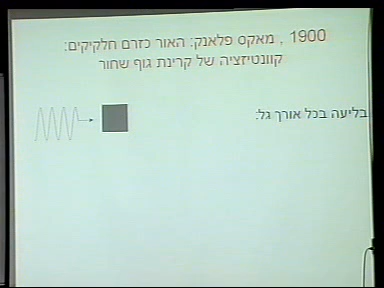 1900 , מאקס פלאנק: האור כזרם חלקיקים:
קוונטיזציה של קרינת גוף שחור
בליעה בכל אורך גל: